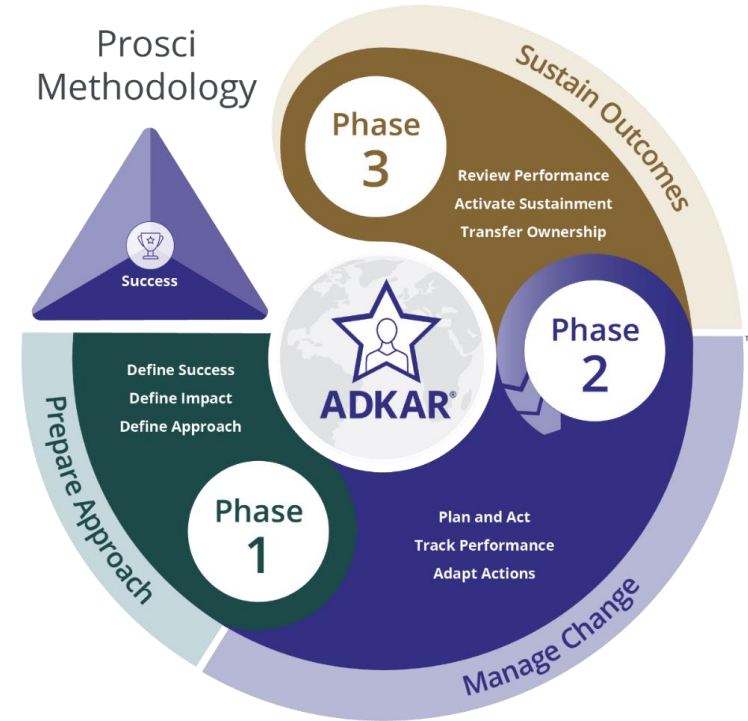 Prosci
Methodology
Success
Phase
1
Prepare Approach
Define Success
Define Impact
Define Approach
Phase
2
Manage Change
Plan and Act
Track Performance
Adapt Actions
Phase
3
Sustain Outcomes
Review Performance
Activate Sustainment
Transfer Ownership
ADKAR®